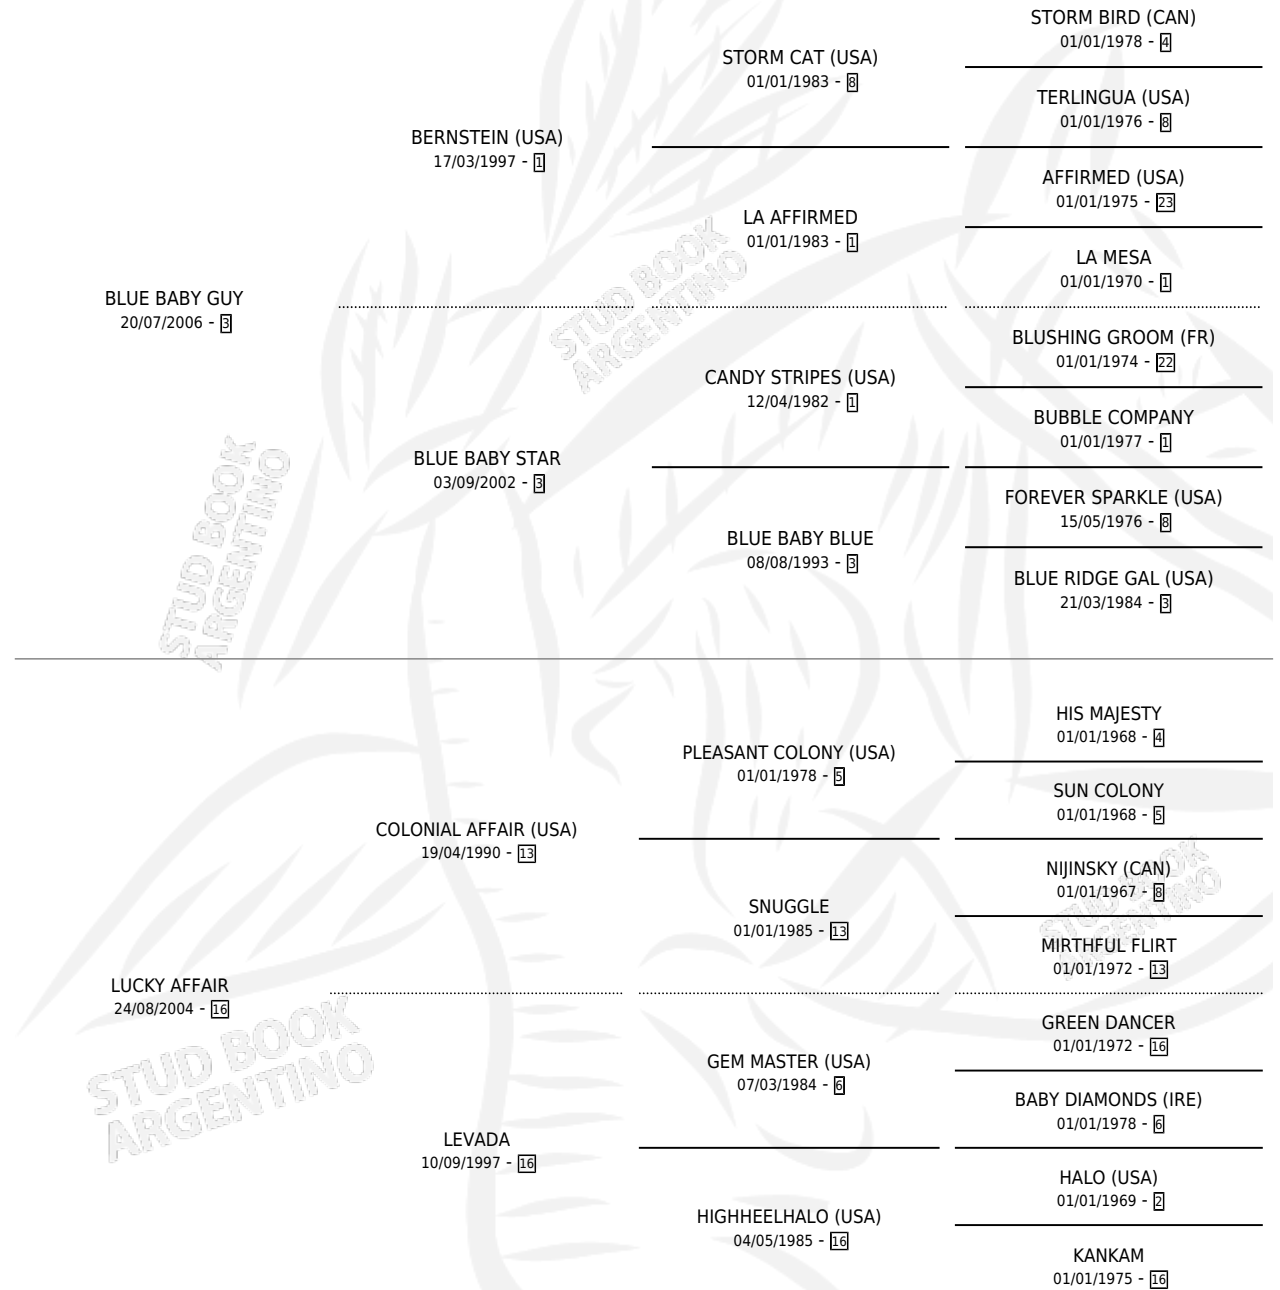 STORM BIRD (CAN)
01/01/1978 - 4
STORM CAT (USA)
01/01/1983 - 8
TERLINGUA (USA)
01/01/1976 - 8
BERNSTEIN (USA)
17/03/1997 - 1
AFFIRMED (USA)
01/01/1975 - 23
LA AFFIRMED
01/01/1983 - 1
LA MESA
01/01/1970 - 1
BLUE BABY GUY
20/07/2006 - 3
BLUSHING GROOM (FR)
01/01/1974 - 22
CANDY STRIPES (USA)
12/04/1982 - 1
BUBBLE COMPANY
01/01/1977 - 1
BLUE BABY STAR
03/09/2002 - 3
FOREVER SPARKLE (USA)
15/05/1976 - 8
BLUE BABY BLUE
08/08/1993 - 3
BLUE RIDGE GAL (USA)
21/03/1984 - 3
STUD BOOK
ARGENTINO
STUD BOOK
ARGENTINO
HIS MAJESTY
01/01/1968 - 4
PLEASANT COLONY (USA)
01/01/1978 - 5
SUN COLONY
01/01/1968 - 5
COLONIAL AFFAIR (USA)
19/04/1990 - 13
NIJINSKY (CAN)
01/01/1967 - 8
SNUGGLE
01/01/1985 - 13
MIRTHFUL FLIRT
01/01/1972 - 13
LUCKY AFFAIR
24/08/2004 - 16
GREEN DANCER
01/01/1972 - 16
GEM MASTER (USA)
07/03/1984 - 6
BABY DIAMONDS (IRE)
01/01/1978 - 6
LEVADA
10/09/1997 - 16
HALO (USA)
01/01/1969 - 2
HIGHHEELHALO (USA)
04/05/1985 - 16
KANKAM
01/01/1975 - 16
STUD BOOK
ARGENTINO
STUD BOOK
ARGENTINO